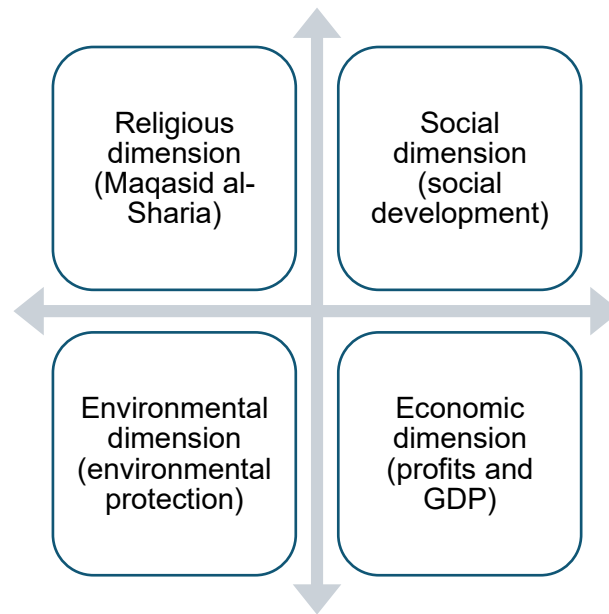 Religious
dimension
(Maqasid al-
Sharia)
Social
dimension
(social
development)
Environmental
dimension
(environmental
protection)
Economic
dimension
(profits and
GDP)